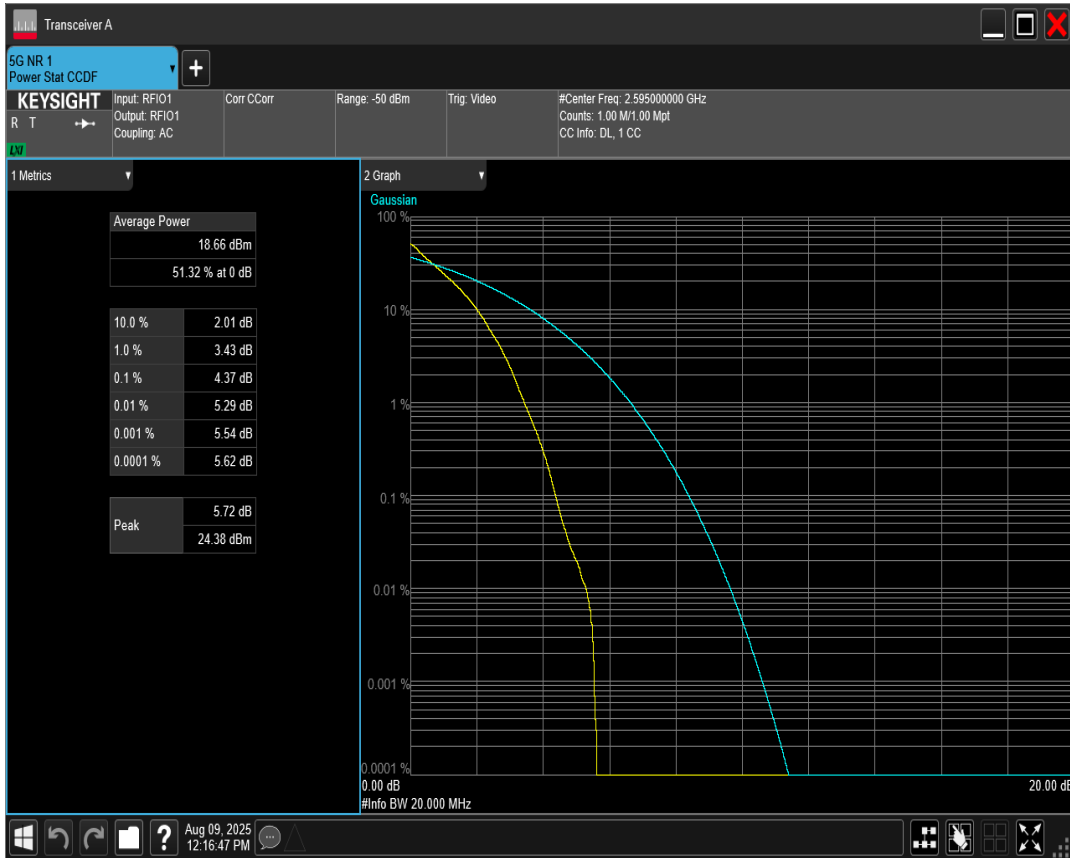 Transceiver A
5G NR 1
Power Stat CCDF
KEYSIGHT
R T
LXI
Input: RFIO1
Output: RFIO1
Coupling: AC
Corr CCorr
Range: -50 dBm
Trig: Video
#Center Freq: 2.595000000 GHz
Counts: 1.00 M/1.00 Mpt
CC Info: DL, 1 CC
1 Metrics
Average Power
18.66 dBm
51.32 % at 0 dB
10.0 % 2.01 dB
1.0 % 3.43 dB
0.1 % 4.37 dB
0.01 % 5.29 dB
0.001 % 5.54 dB
0.0001 % 5.62 dB
Peak
5.72 dB
24.38 dBm
2 Graph
Gaussian
100 %
10 %
1 %
0.1 %
0.01 %
0.001 %
0.0001 %
0.00 dB
20.00 dB
#Info BW 20.000 MHz
?
Aug 09, 2025
12:16:47 PM